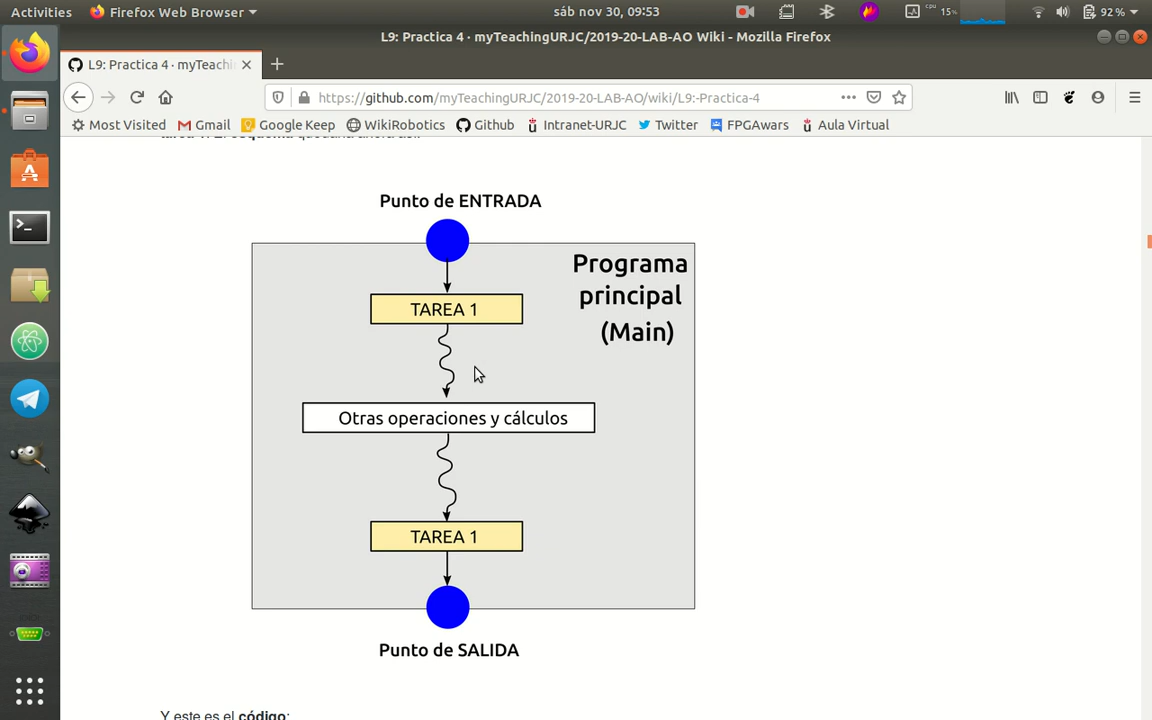 Activities
Firefox Web Browser
sáb nov 30, 09:53
cpu 15%
92%
L9: Practica 4 · myTeachingURJC/2019-20-LAB-AO Wiki - Mozilla Firefox
L9: Practica 4 · myTeachi
https://github.com/myTeachingURJC/2019-20-LAB-AO/wiki/L9:-Practica-4
Most Visited
Gmail
Google Keep
WikiRobotics
Github
Intranet-URJC
Twitter
FPGAwars
Aula Virtual
Punto de ENTRADA
Programa
principal
(Main)
TAREA 1
Otras operaciones y cálculos
TAREA 1
Punto de SALIDA
Y este es el código: